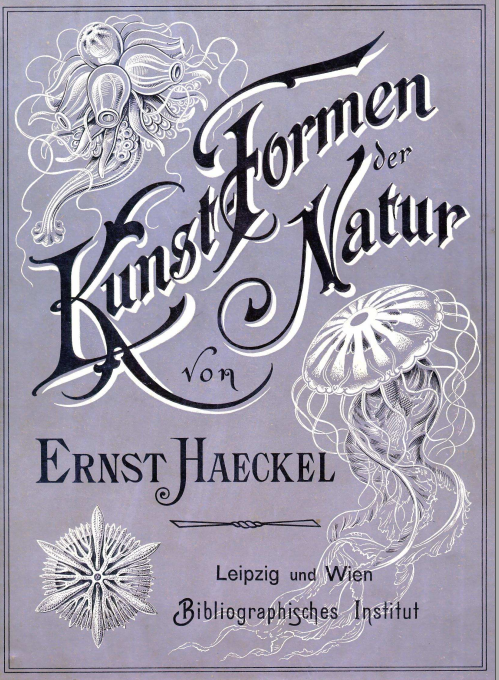 Kunst Formen
der
Natur
von
ERNST HAECKEL
Leipzig und Wien
Bibliographisches Institut